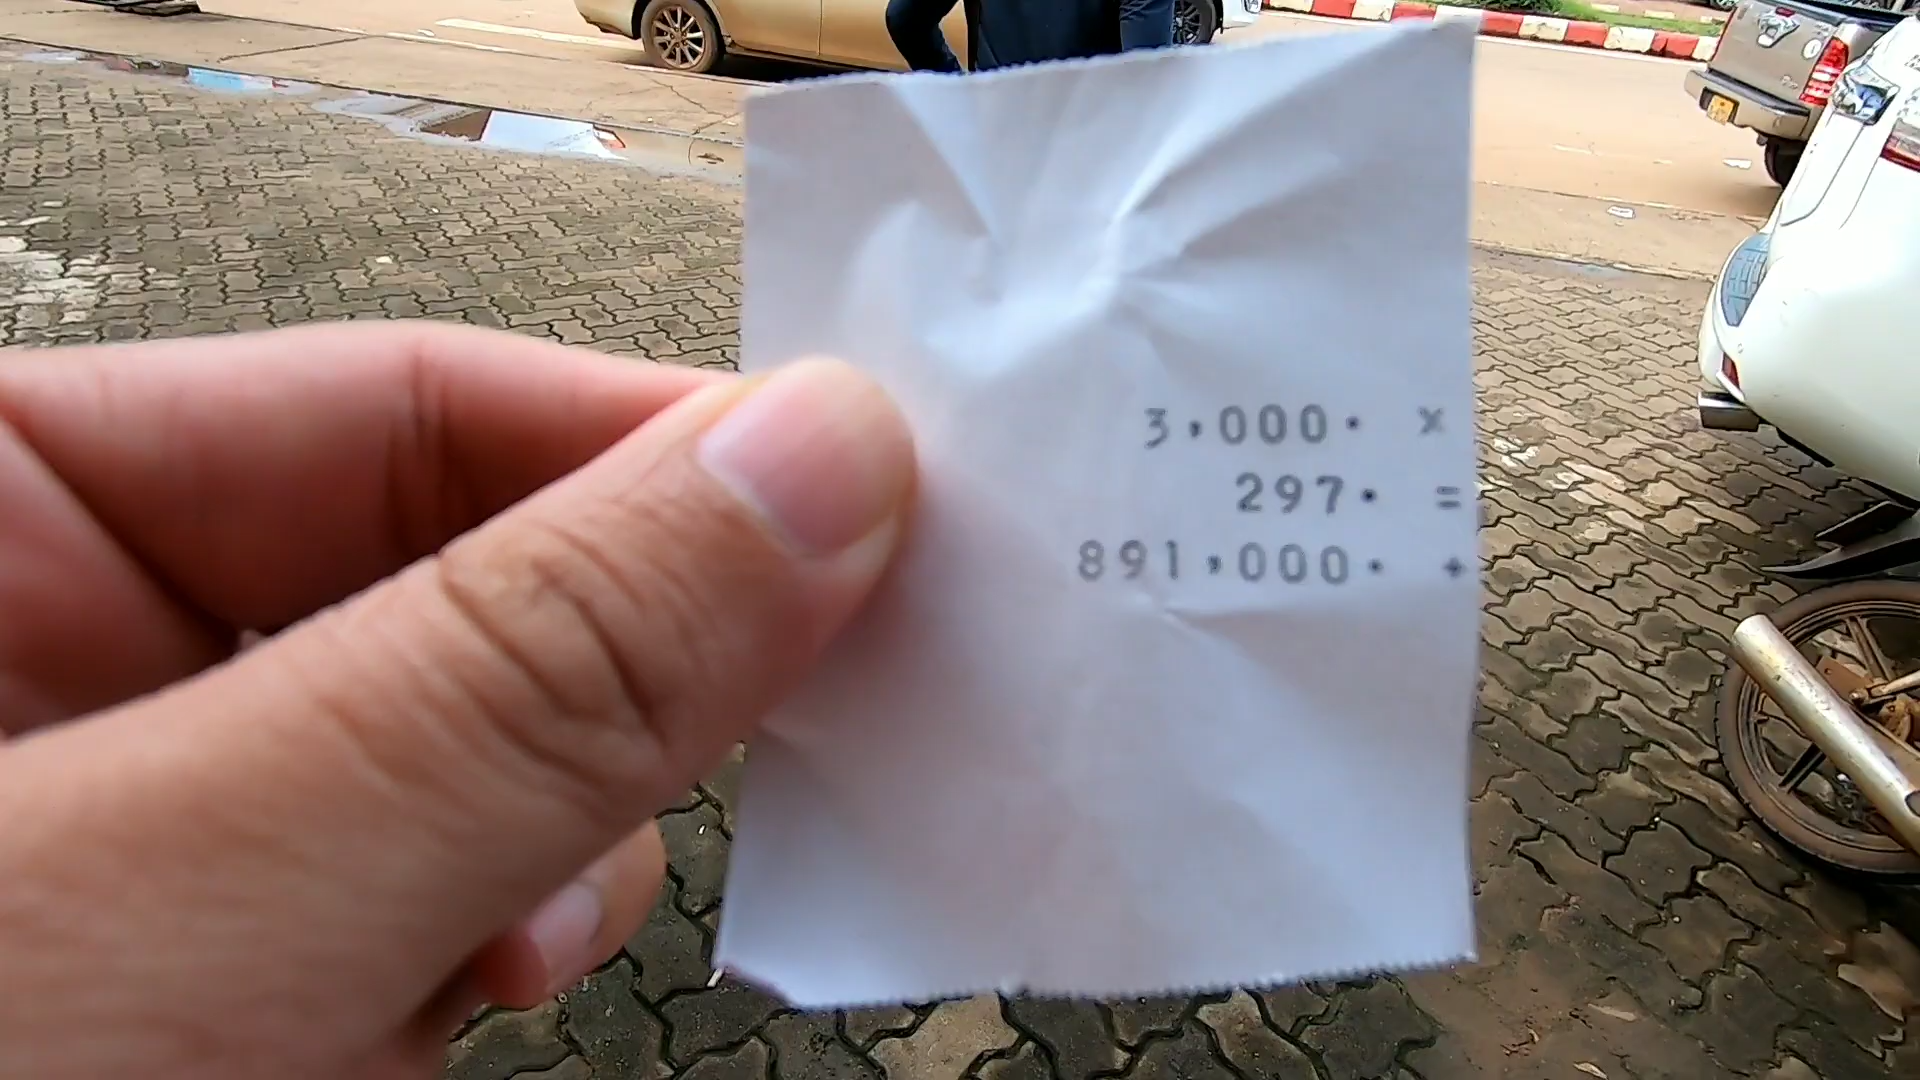 3,000. x
297. =
891,000. +